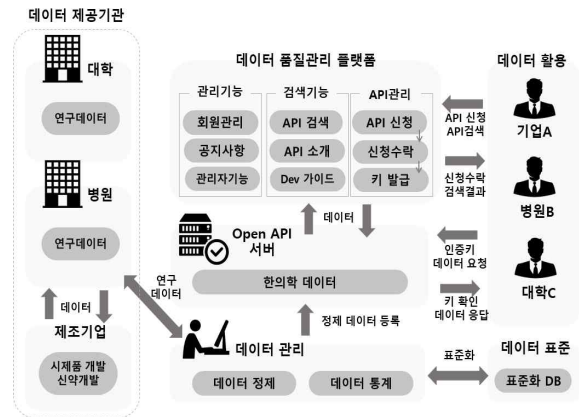 데이터 제공기관
대학
연구데이터
병원
연구데이터
데이터
제조기업
시제품 개발
신약개발
연구
데이터
데이터 품질관리 플랫폼
관리기능
회원관리
공지사항
관리자기능
검색기능
API 검색
API 소개
Dev 가이드
API관리
API 신청
신청수락
키 발급
데이터
Open API
서버
한의학 데이터
정제 데이터 등록
데이터 관리
데이터 정제
데이터 통계
API 신청
API검색
신청수락
검색결과
인증키
데이터 요청
키 확인
데이터 응답
표준화
데이터 활용
기업A
병원B
대학C
데이터 표준
표준화 DB